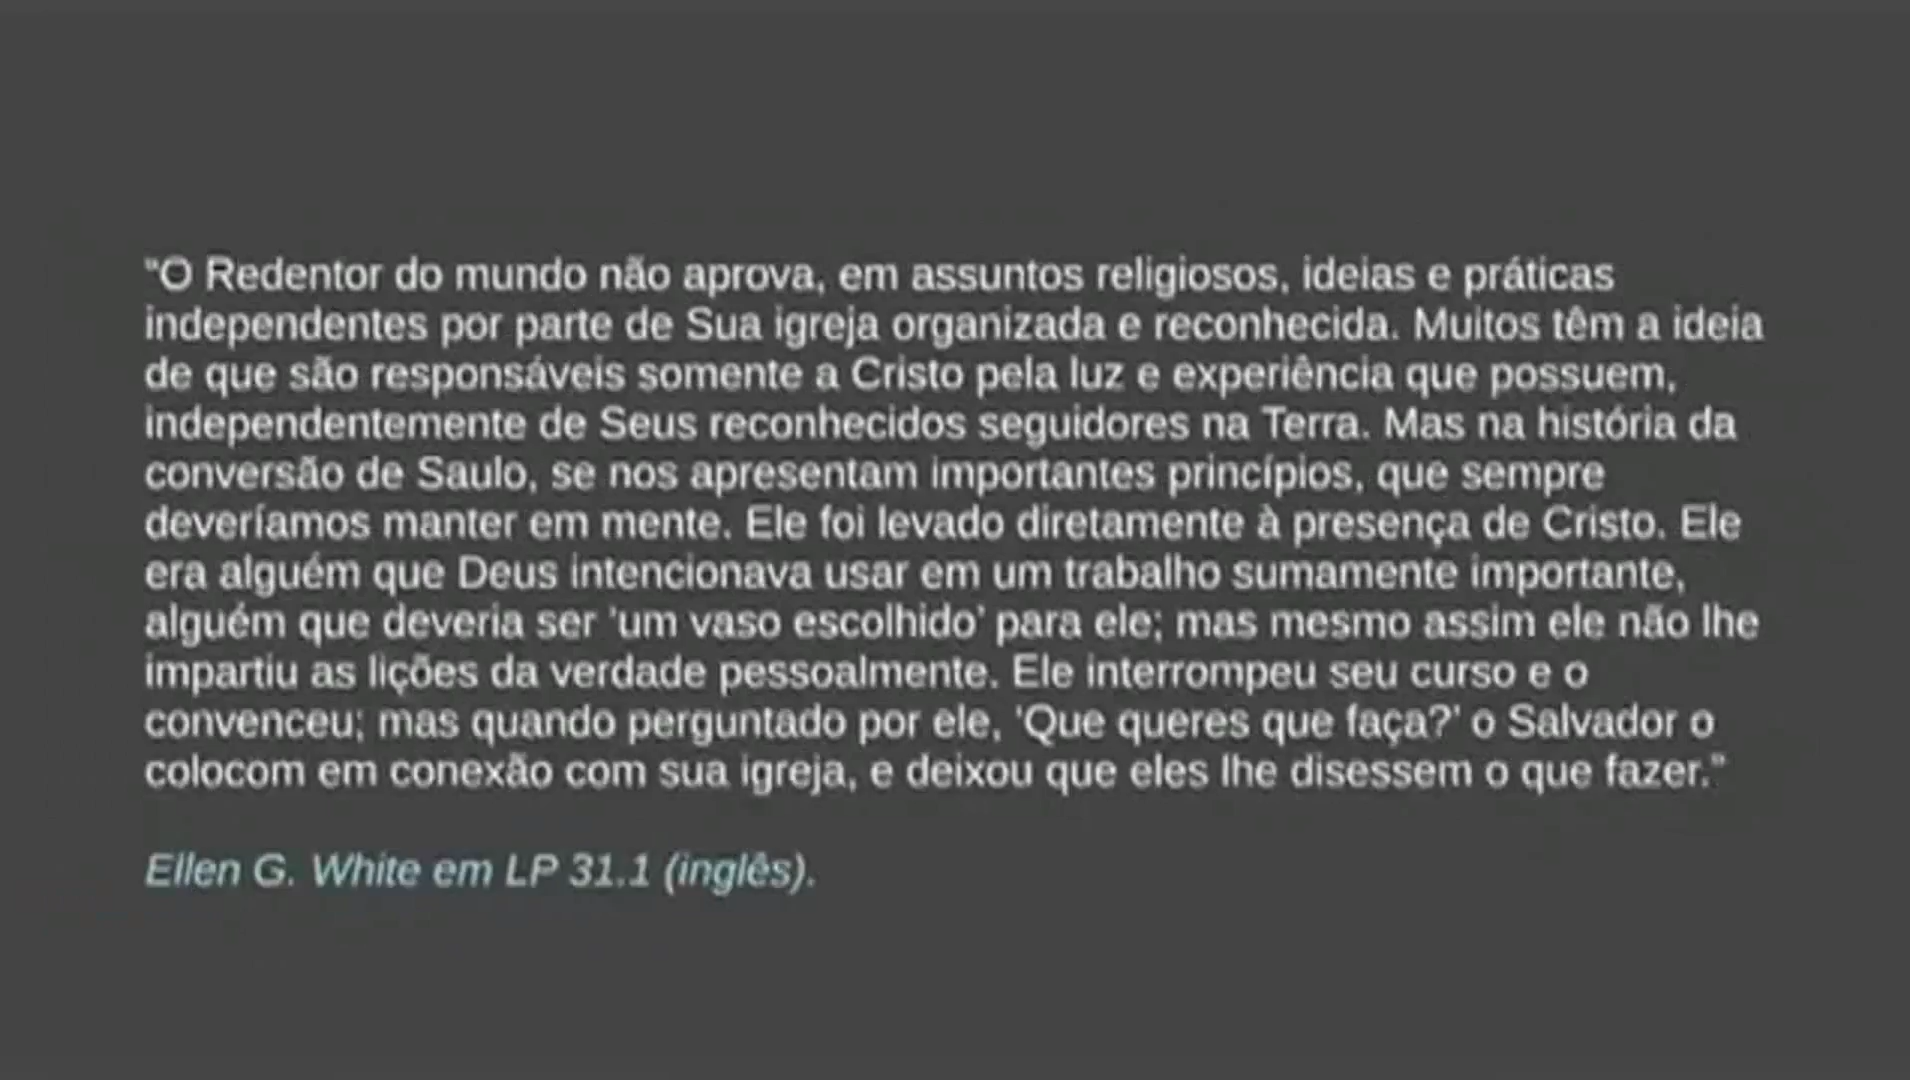 "O Redentor do mundo não aprova, em assuntos religiosos, ideias e práticas
independentes por parte de Sua igreja organizada e reconhecida. Muitos têm a ideia
de que são responsáveis somente a Cristo pela luz e experiência que possuem,
independentemente de Seus reconhecidos seguidores na Terra. Mas na história da
conversão de Saulo, se nos apresentam importantes princípios, que sempre
deveríamos manter em mente. Ele foi levado diretamente à presença de Cristo. Ele
era alguém que Deus intencionava usar em um trabalho sumamente importante,
alguém que deveria ser 'um vaso escolhido' para ele; mas mesmo assim ele não lhe
impartiu as lições da verdade pessoalmente. Ele interrompeu seu curso e o
convenceu; mas quando perguntado por ele, 'Que queres que faça?' o Salvador o
colocom em conexão com sua igreja, e deixou que eles lhe disessem o que fazer."
Ellen G. White em LP 31.1 (inglês).